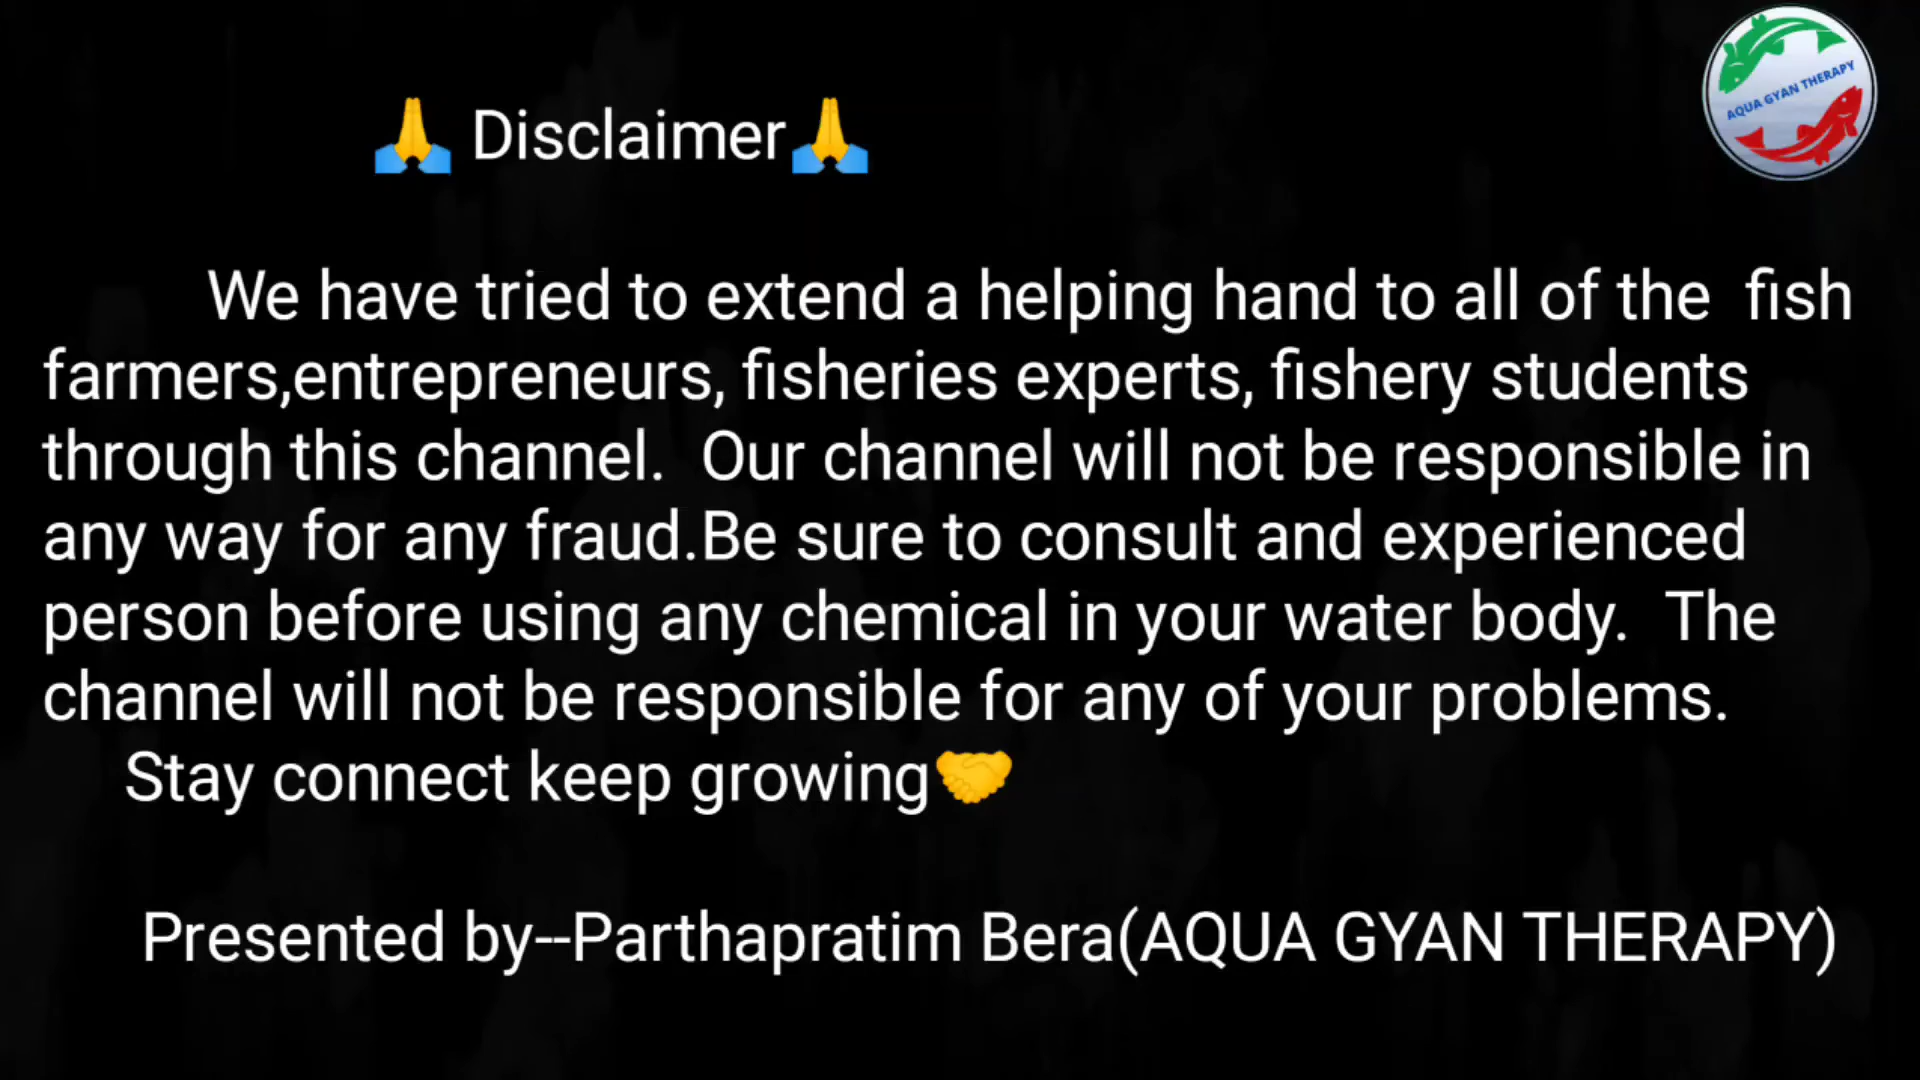 🙏 Disclaimer🙏
AQUA GYAN THERAPY
We have tried to extend a helping hand to all of the  fish
farmers,entrepreneurs, fisheries experts, fishery students
through this channel.  Our channel will not be responsible in
any way for any fraud.Be sure to consult and experienced
person before using any chemical in your water body.  The
channel will not be responsible for any of your problems.
Stay connect keep growing🤝
Presented by--Parthapratim Bera(AQUA GYAN THERAPY)